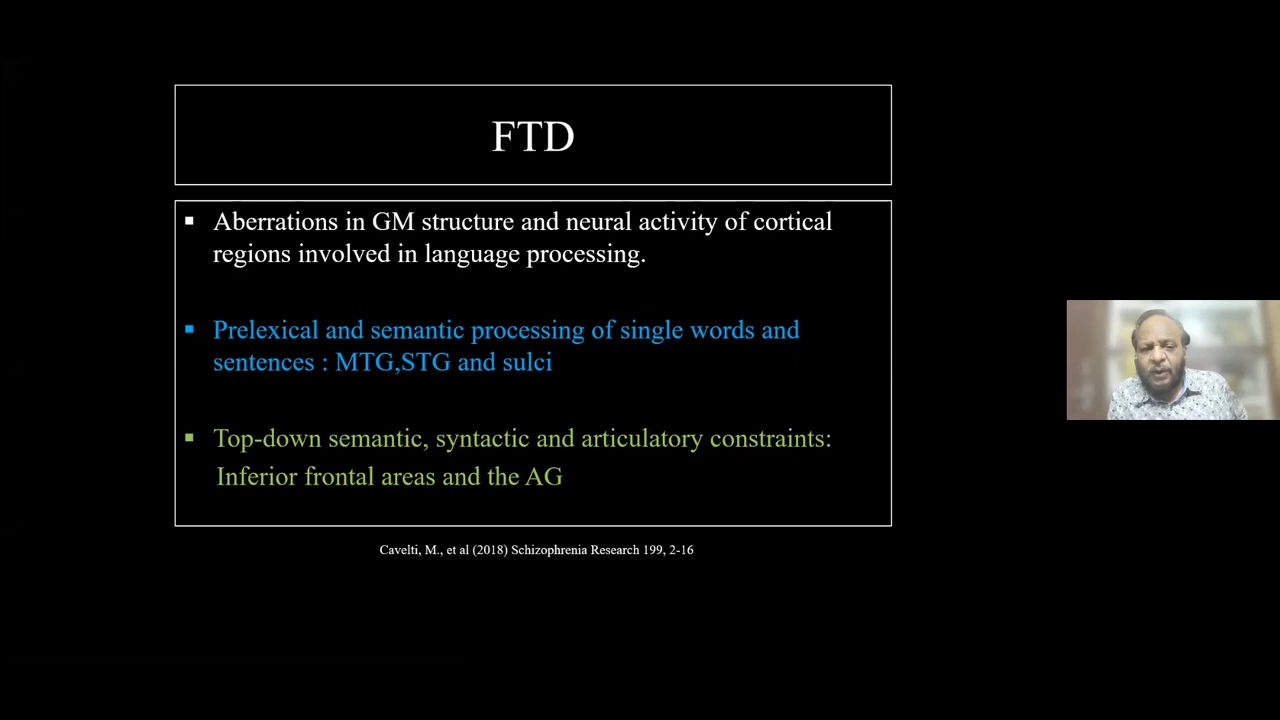 FTD
▪ Aberrations in GM structure and neural activity of cortical
regions involved in language processing.
▪ Prelexical and semantic processing of single words and
sentences : MTG,STG and sulci
▪ Top-down semantic, syntactic and articulatory constraints:
Inferior frontal areas and the AG
Cavelti, M., et al (2018) Schizophrenia Research 199, 2-16